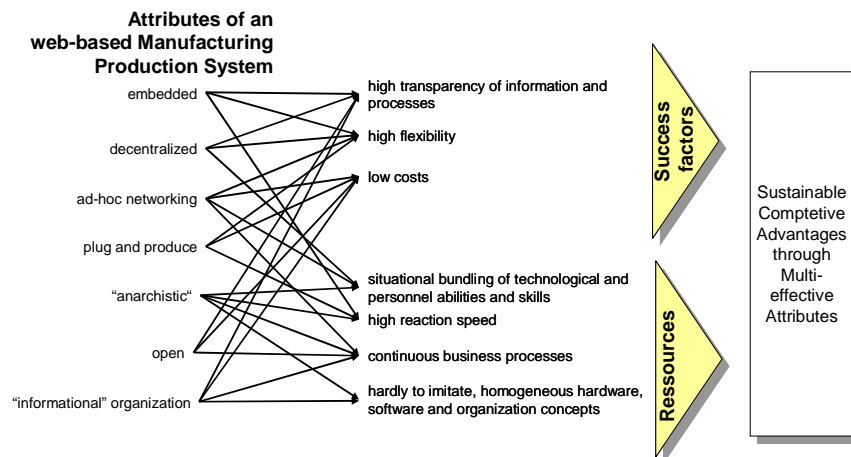 Attributes of an
web-based Manufacturing
Production System
embedded
decentralized
ad-hoc networking
plug and produce
"anarchistic"
open
"informational" organization
high transparency of information and
processes
high flexibility
low costs
situational bundling of technological and
personnel abilities and skills
high reaction speed
continuous business processes
hardly to imitate, homogeneous hardware,
software and organization concepts
Success
factors
Ressources
Sustainable
Comptetive
Advantages
through
Multi-
effective
Attributes